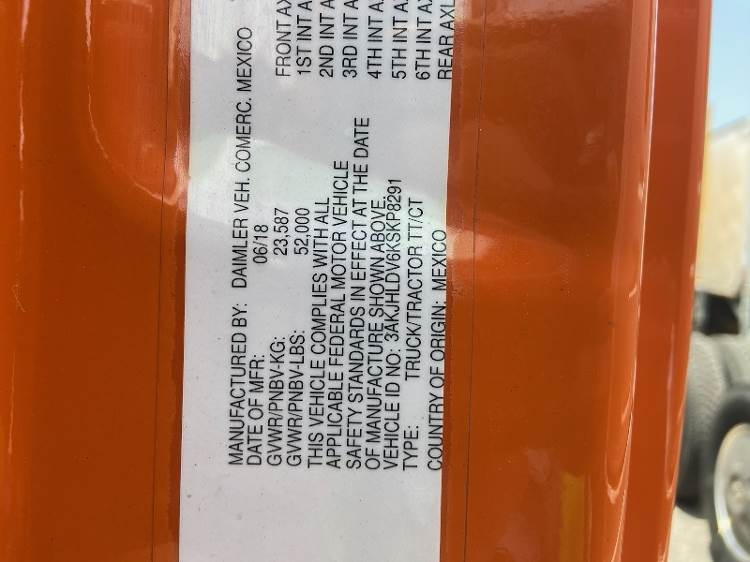 MANUFACTURED BY: DAIMLER VEH. COMERC. MEXICO
DATE OF MFR: 06/18
GVWR/PNBV-KG: 23,587
GVWR/PNBV-LBS: 52,000
THIS VEHICLE COMPLIES WITH ALL
APPLICABLE FEDERAL MOTOR VEHICLE
SAFETY STANDARDS IN EFFECT AT THE DATE
OF MANUFACTURE SHOWN ABOVE.
VEHICLE ID NO: 3AKJHLDV6KSKP8291
TYPE: TRUCK/TRACTOR TT/CT
COUNTRY OF ORIGIN: MEXICO
FRONT AX
1ST INT A
2ND INT A
3RD INT A
4TH INT AX
5TH INT AX
6TH INT AX
REAR AXL